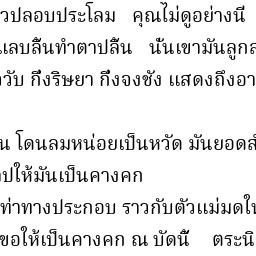 วปลอบประโลม คุณไม่ดูอย่างนี้
แลบลิ้นทำตาปลิ้น นั่นเขามันลูก
วับ กึ่งริษยา กึ่งจงชัง แสดงถึงอา
น โดนลมหน่อยเป็นหวัด มันยอด
ปให้มันเป็นคางคก
ท่าทางประกอบ ราวกับตัวแม่มดใ
ขอให้เป็นคางคก ณ บัดนี้ ตระนิ